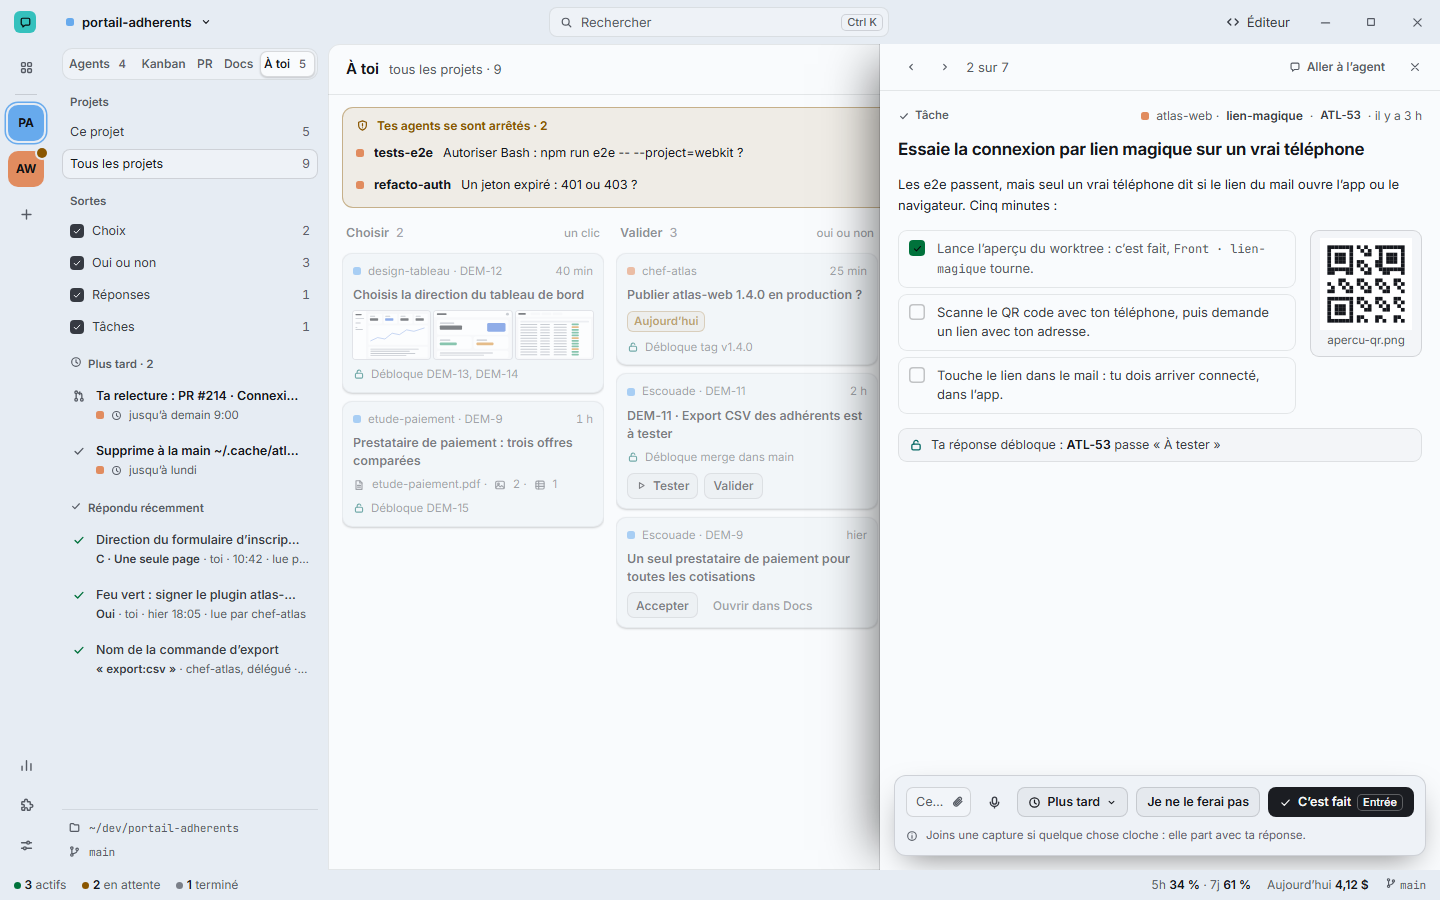 portail-adherents
Rechercher
Ctrl K
Éditeur
PA
AW
Agents 4 Kanban PR Docs À toi 5
Projets
Ce projet 5
Tous les projets 9
Sortes
Choix 2
Oui ou non 3
Réponses 1
Tâches 1
Plus tard · 2
Ta relecture : PR #214 · Connexi...
jusqu’à demain 9:00
Supprime à la main ~/.cache/atl...
jusqu’à lundi
Répondu récemment
Direction du formulaire d’inscrip...
C · Une seule page · toi · 10:42 · lue p...
Feu vert : signer le plugin atlas-...
Oui · toi · hier 18:05 · lue par chef-atlas
Nom de la commande d’export
« export:csv » · chef-atlas, délégué ·...
~/dev/portail-adherents
main
À toi tous les projets · 9
Tes agents se sont arrêtés · 2
tests-e2e Autoriser Bash : npm run e2e -- --project=webkit ?
refacto-auth Un jeton expiré : 401 ou 403 ?
Choisir 2 un clic
design-tableau · DEM-12 40 min
Choisis la direction du tableau de bord
Débloque DEM-13, DEM-14
etude-paiement · DEM-9 1 h
Prestataire de paiement : trois offres
comparées
etude-paiement.pdf · 2 · 1
Débloque DEM-15
Valider 3 oui ou non
chef-atlas 25 min
Publier atlas-web 1.4.0 en production ?
Aujourd’hui
Débloque tag v1.4.0
Escouade · DEM-11 2 h
DEM-11 · Export CSV des adhérents est
à tester
Débloque merge dans main
Tester Valider
Escouade · DEM-9 hier
Un seul prestataire de paiement pour
toutes les cotisations
Accepter Ouvrir dans Docs
2 sur 7
Aller à l’agent
Tâche
atlas-web · lien-magique · ATL-53 · il y a 3 h
Essaie la connexion par lien magique sur un vrai téléphone
Les e2e passent, mais seul un vrai téléphone dit si le lien du mail ouvre l’app ou le
navigateur. Cinq minutes :
Lance l’aperçu du worktree : c’est fait, Front · lien-
magique tourne.
Scanne le QR code avec ton téléphone, puis demande
un lien avec ton adresse.
Touche le lien dans le mail : tu dois arriver connecté,
dans l’app.
apercu-qr.png
Ta réponse débloque : ATL-53 passe « À tester »
Ce...
Plus tard
Je ne le ferai pas
C’est fait Entrée
Joins une capture si quelque chose cloche : elle part avec ta réponse.
3 actifs 2 en attente 1 terminé
5h 34 % · 7j 61 % Aujourd’hui 4,12 $ main